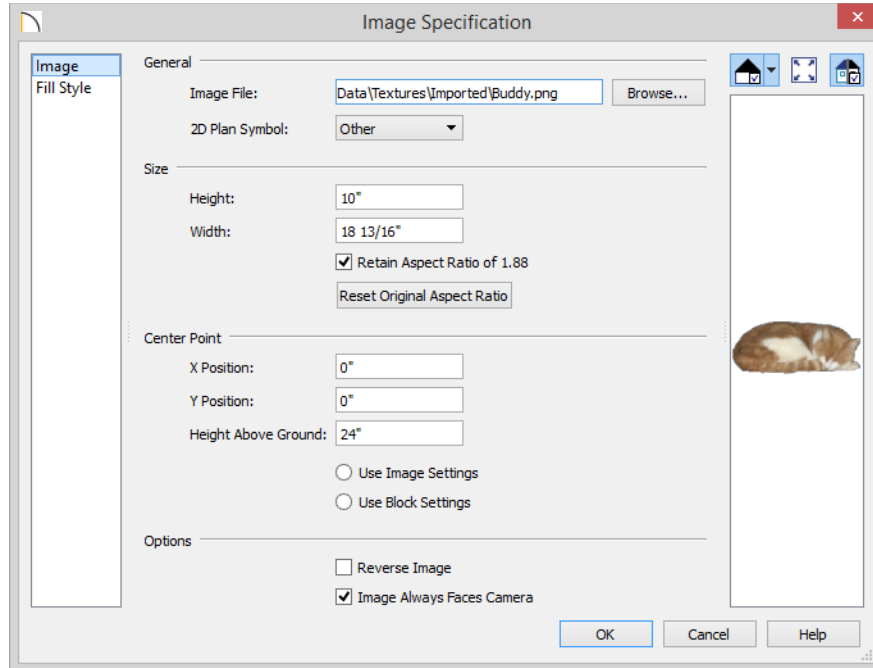 Image Specification
Image
Fill Style
General
Image File: Data\Textures\Imported\Buddy.png Browse...
2D Plan Symbol: Other
Size
Height: 10"
Width: 18 13/16"
Retain Aspect Ratio of 1.88
Reset Original Aspect Ratio
Center Point
X Position: 0"
Y Position: 0"
Height Above Ground: 24"
Use Image Settings
Use Block Settings
Options
Reverse Image
Image Always Faces Camera
OK Cancel Help